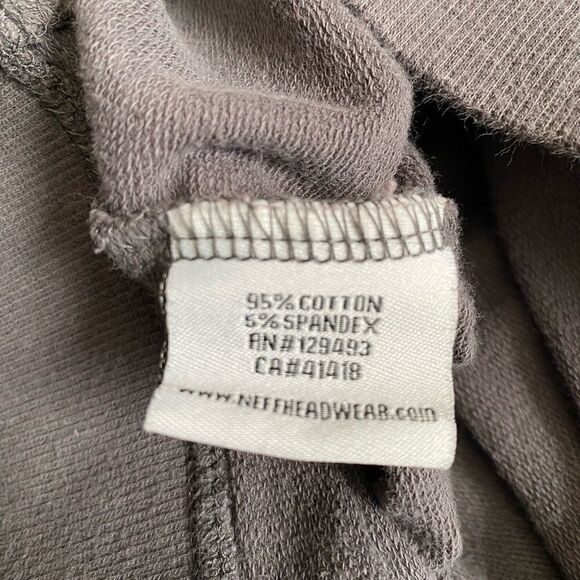 95% COTTON
5% SPANDEX
RN#129493
CA#41418
www.NEFFHEADWEAR.com